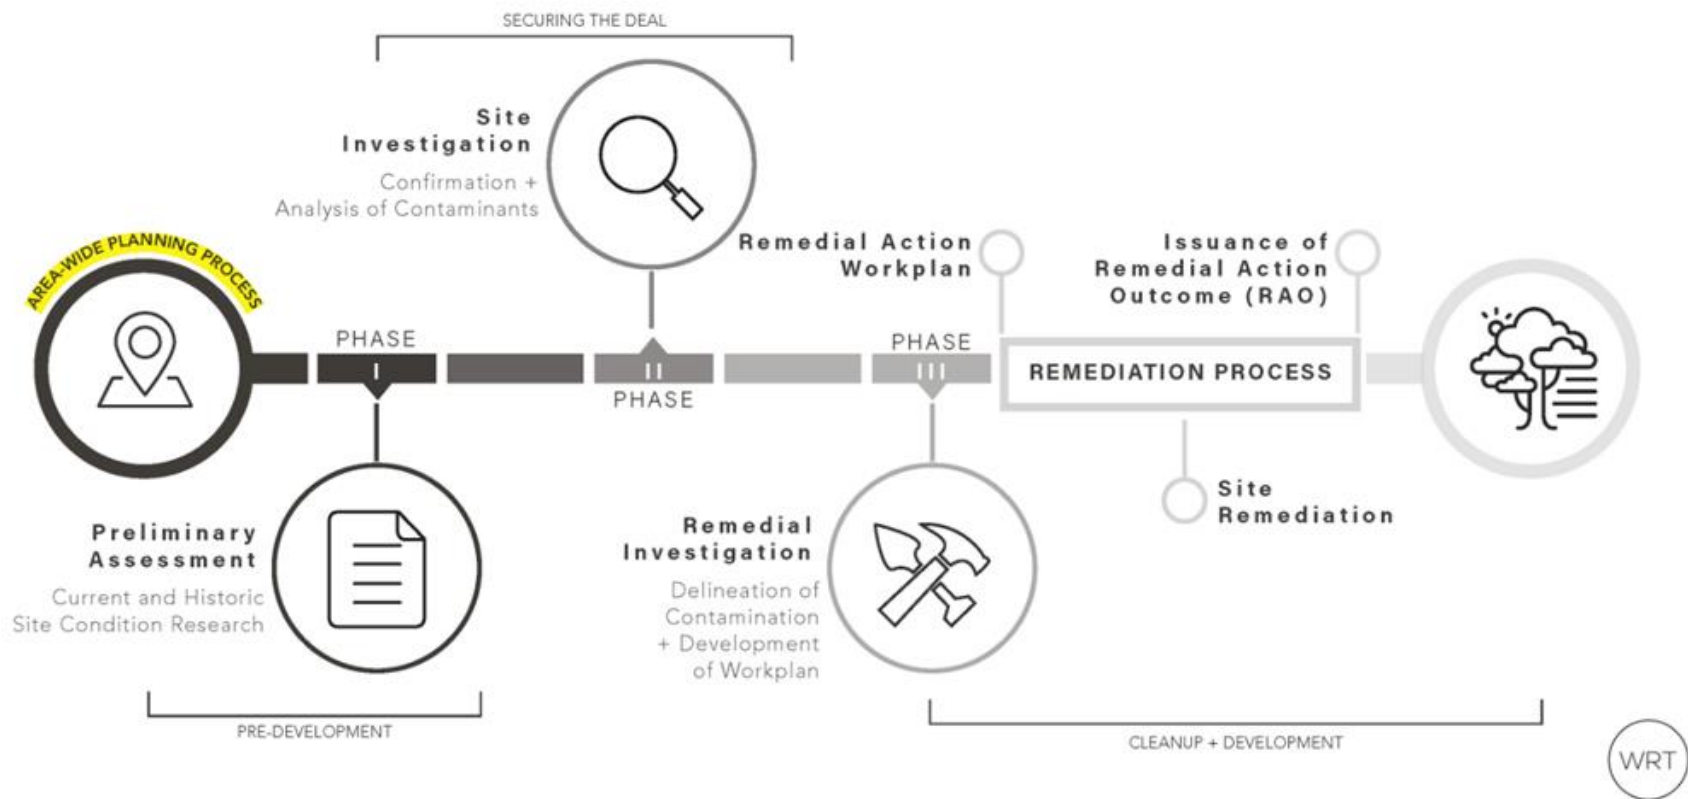 SECURING THE DEAL
Site
Investigation
Confirmation +
Analysis of Contaminants
AREA-WIDE PLANNING PROCESS
Remedial Action
Workplan
Issuance of
Remedial Action
Outcome (RAO)
PHASE
I
II
PHASE
PHASE
III
REMEDIATION PROCESS
Preliminary
Assessment
Current and Historic
Site Condition Research
Remedial
Investigation
Delineation of
Contamination
+ Development
of Workplan
Site
Remediation
PRE-DEVELOPMENT
CLEANUP + DEVELOPMENT
WRT